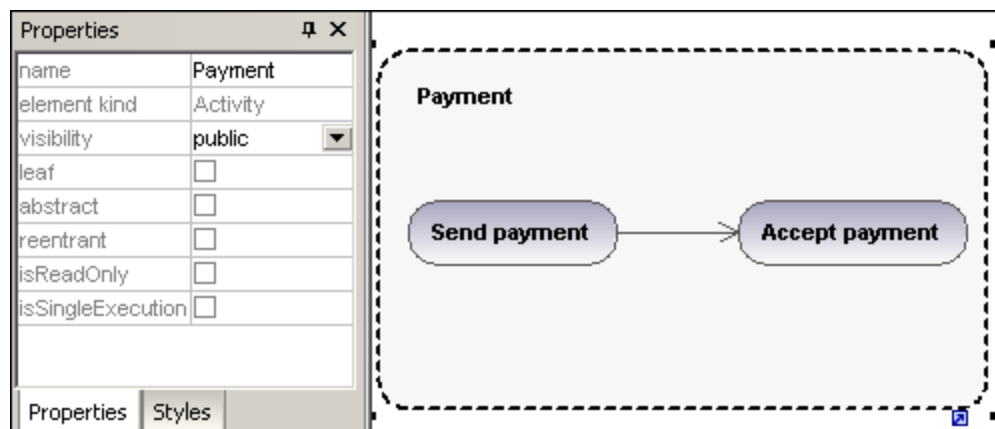 Properties
name Payment
element kind Activity
visibility public
leaf
abstract
reentrant
isReadOnly
isSingleExecution
Properties Styles
Payment
Send payment Accept payment